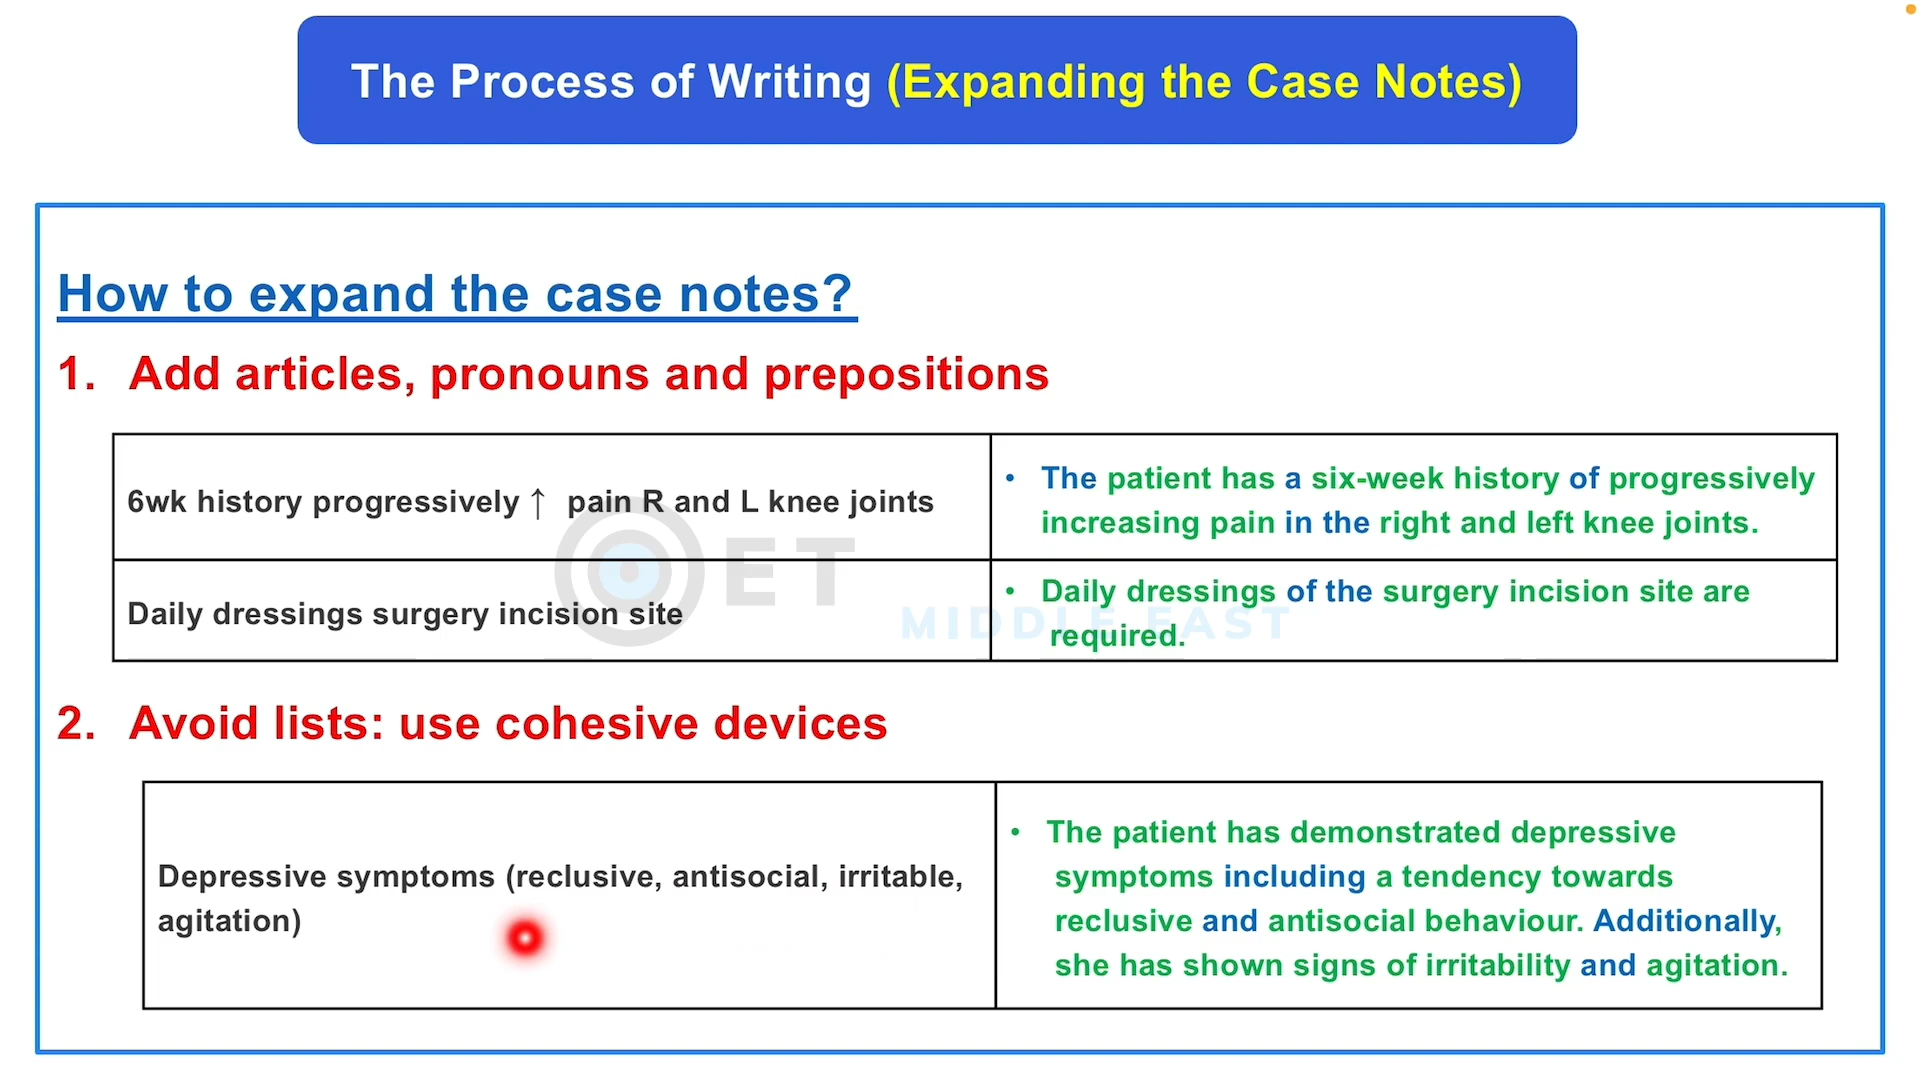 The Process of Writing (Expanding the Case Notes)
How to expand the case notes?
1. Add articles, pronouns and prepositions
6wk history progressively ↑ pain R and L knee joints
• The patient has a six-week history of progressively
increasing pain in the right and left knee joints.
Daily dressings surgery incision site
• Daily dressings of the surgery incision site are
required.
ET
MIDDLE EAST
2. Avoid lists: use cohesive devices
Depressive symptoms (reclusive, antisocial, irritable,
agitation)
• The patient has demonstrated depressive
symptoms including a tendency towards
reclusive and antisocial behaviour. Additionally,
she has shown signs of irritability and agitation.